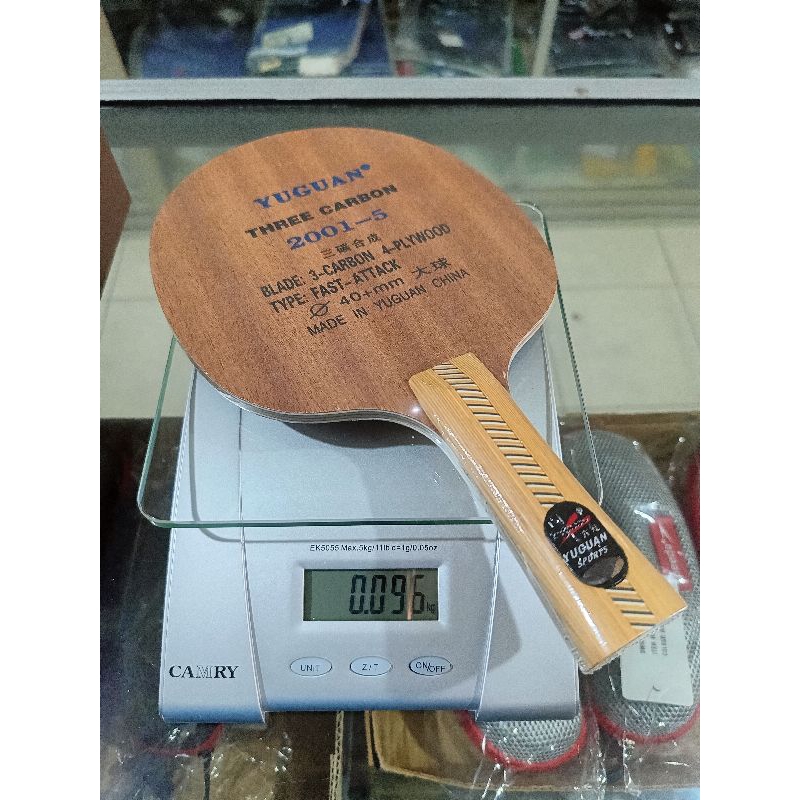 YUGUAN®
THREE CARBON
2001-5
三碳合成
BLADE: 3-CARBON 4-PLYWOOD
TYPE: FAST-ATTACK
Ø 40+mm 大球
MADE IN YUGUAN CHINA
YUGUAN
SPORTS
EK5055 Max.5kg/11lb d=1g/0.05oz
0.096 kg
CAMRY
UNIT
Z/T
ON/OFF